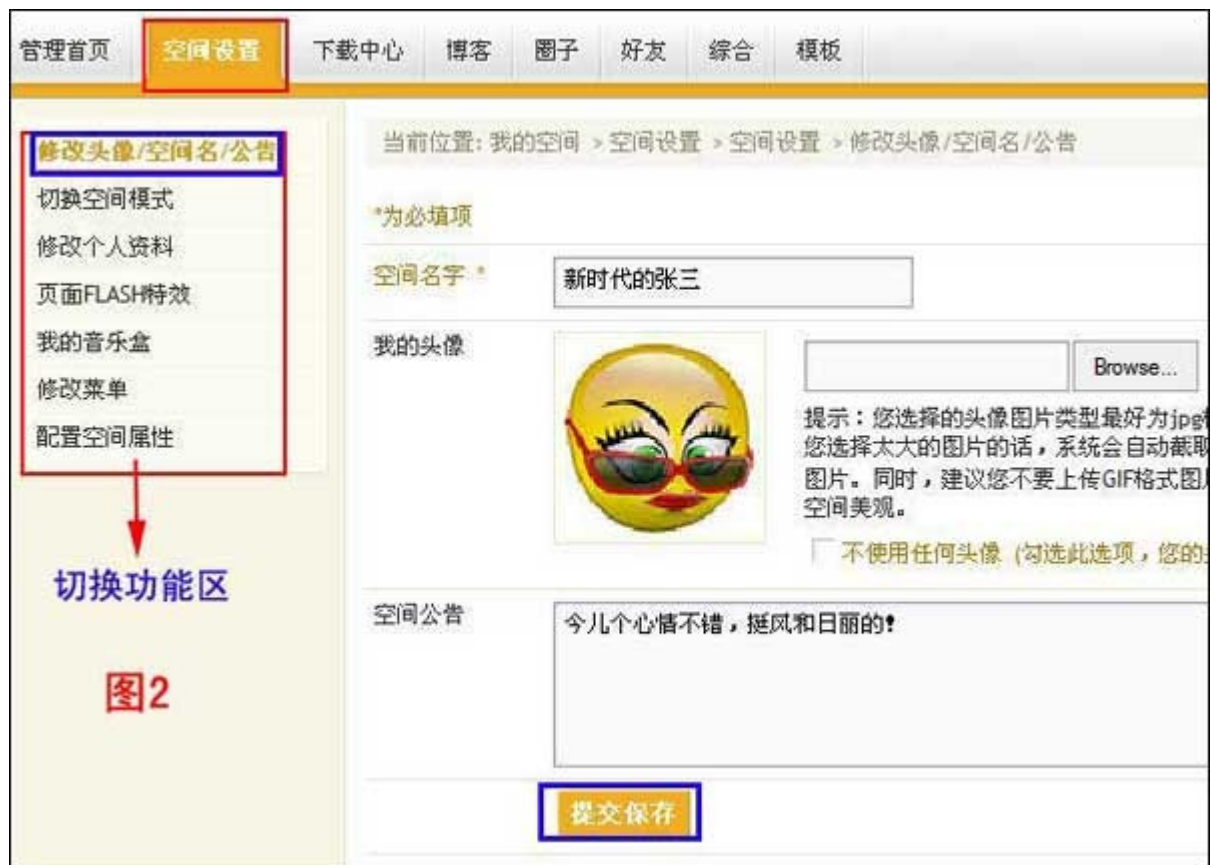 管理首页 空间设置 下载中心 博客 圈子 好友 综合 模板
修改头像/空间名/公告
切换空间模式
修改个人资料
页面FLASH特效
我的音乐盒
修改菜单
配置空间属性
切换功能区
图2
当前位置: 我的空间 > 空间设置 > 空间设置 > 修改头像/空间名/公告
*为必填项
空间名字 *
新时代的张三
我的头像
Browse...
提示：您选择的头像图片类型最好为jpg
您选择太大的图片的话，系统会自动截取
图片。同时，建议您不要上传GIF格式图
空间美观。
不使用任何头像 (勾选此选项，您的
空间公告
今儿个心情不错，挺风和日丽的!
提交保存